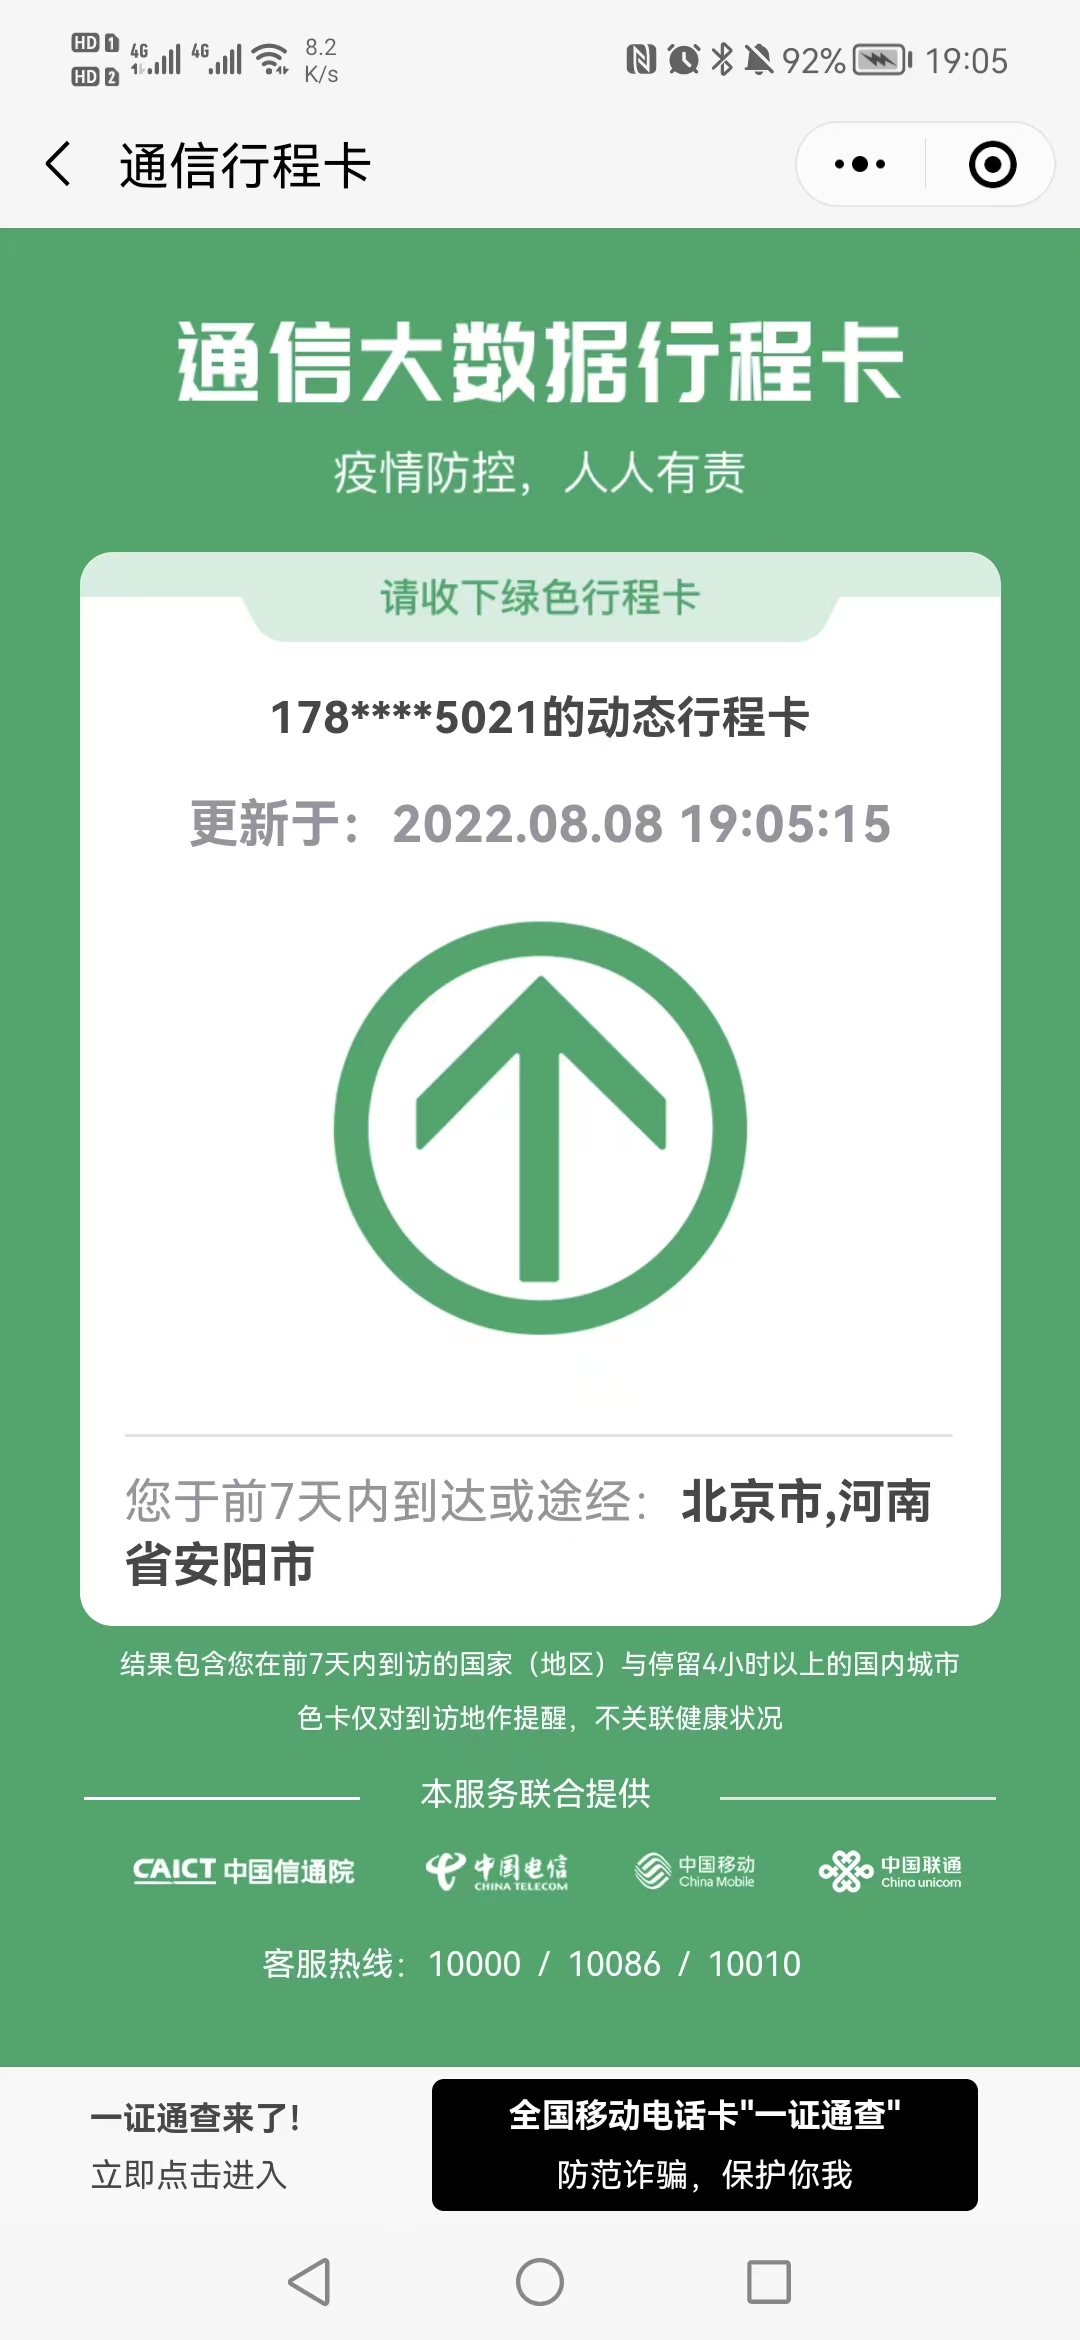 HD 1 4G 4G 8.2
HD 2 K/s
92% 19:05
通信行程卡
通信大数据行程卡
疫情防控，人人有责
请收下绿色行程卡
178****5021的动态行程卡
更新于：2022.08.08 19:05:15
您于前7天内到达或途经：北京市,河南
省安阳市
结果包含您在前7天内到访的国家（地区）与停留4小时以上的国内城市
色卡仅对到访地作提醒，不关联健康状况
本服务联合提供
CAICT 中国信通院
中国电信
CHINA TELECOM
中国移动
China Mobile
中国联通
China unicom
客服热线：10000 / 10086 / 10010
一证通查来了！
立即点击进入
全国移动电话卡"一证通查"
防范诈骗，保护你我